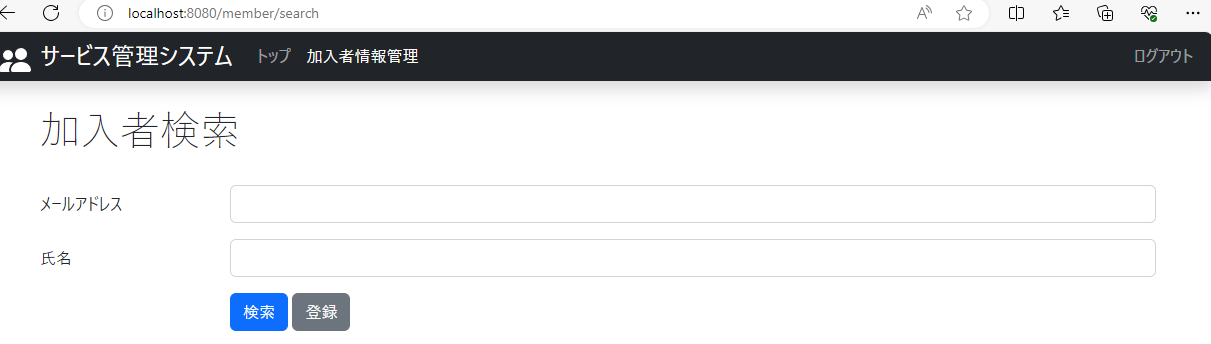 localhost:8080/member/search
サービス管理システム トップ 加入者情報管理 ログアウト
加入者検索
メールアドレス
氏名
検索 登録